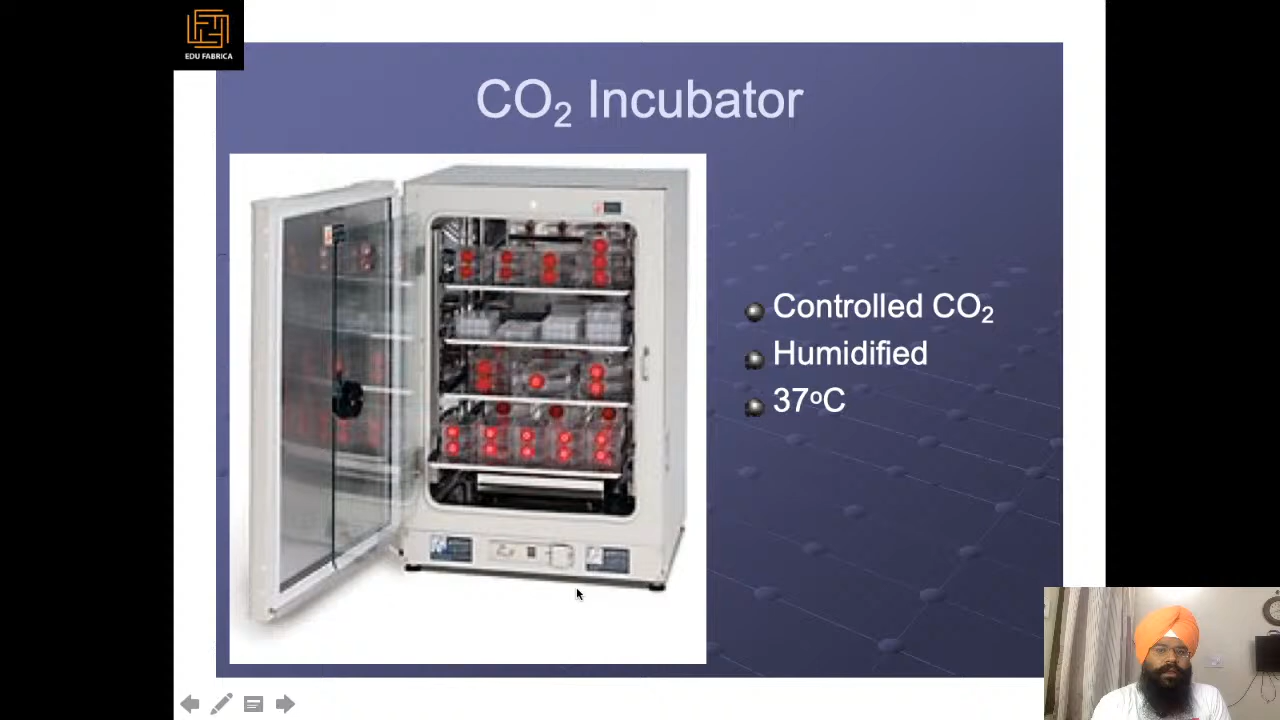 EDU FABRICA
CO₂ Incubator
Controlled CO₂
Humidified
37ºC